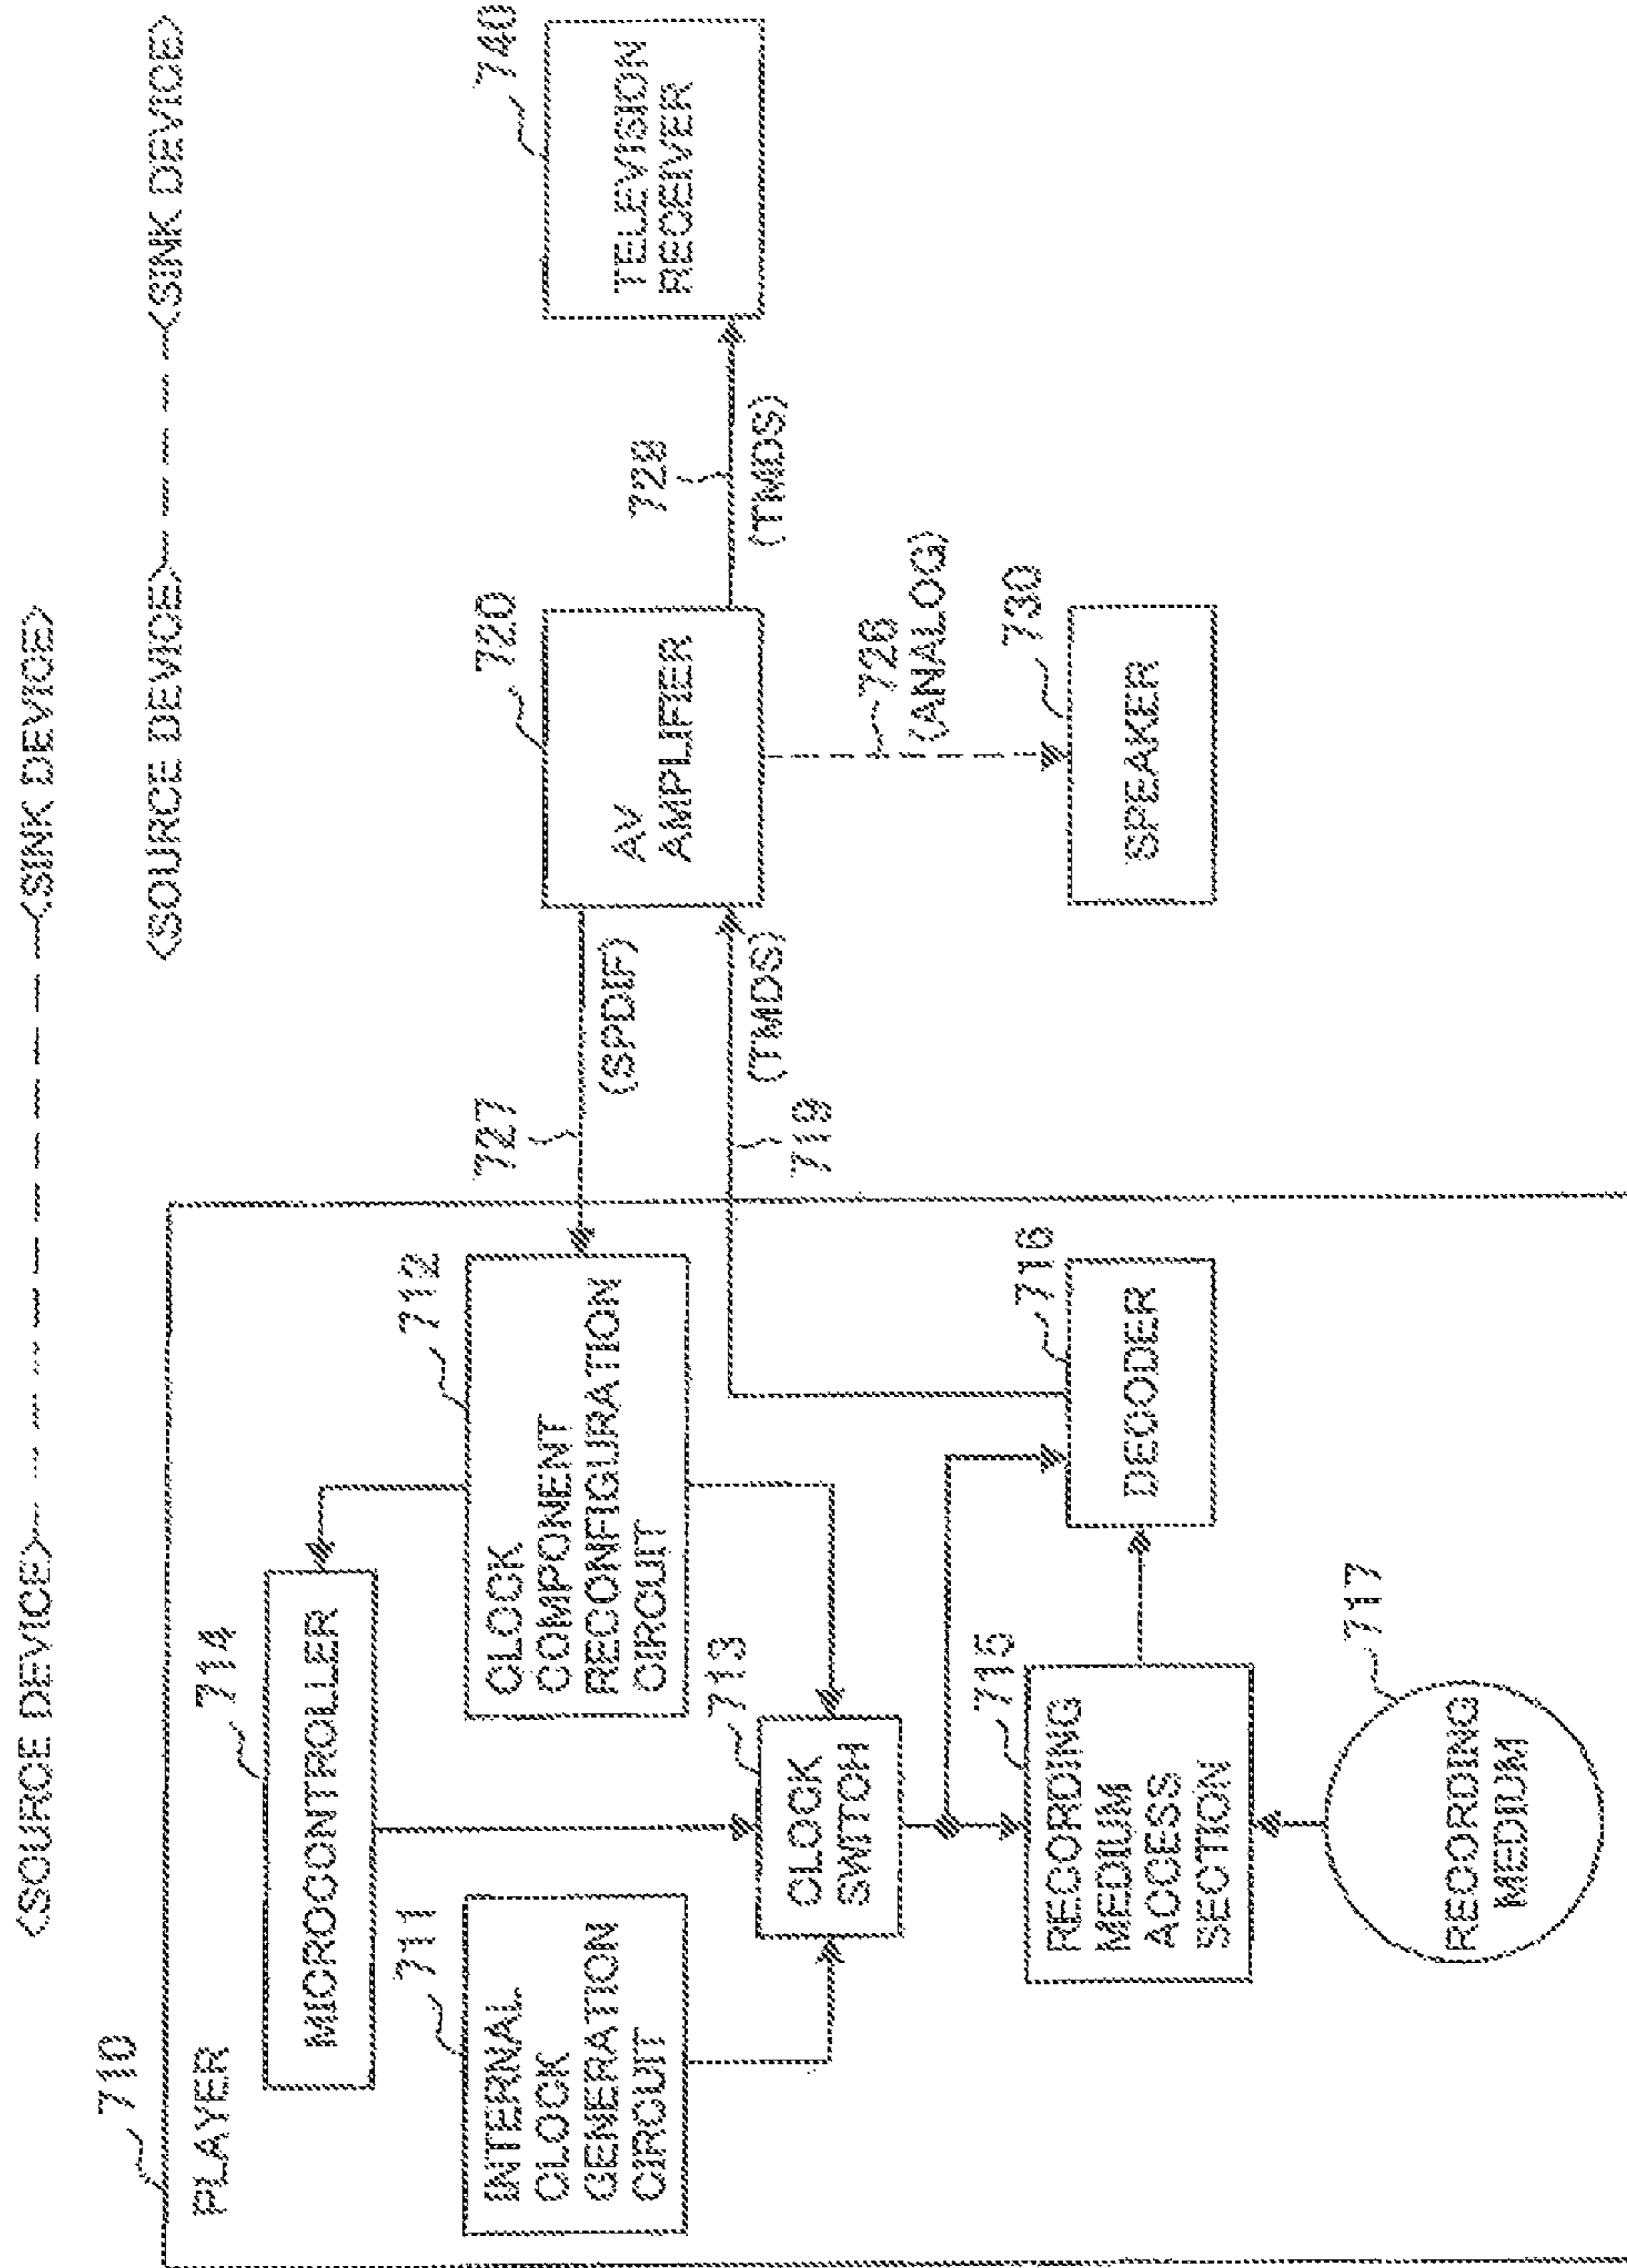 <SOURCE DEVICE> <SINK DEVICE>
<SOURCE DEVICE> <SINK DEVICE>
710
PLAYER
714
MICROCONTROLLER
711
INTERNAL
CLOCK
GENERATION
CIRCUIT
712
CLOCK
COMPONENT
RECONFIGURATION
CIRCUIT
713
CLOCK
SWITCH
715
RECORDING
MEDIUM
ACCESS
SECTION
716
DECODER
717
RECORDING
MEDIUM
727
(SPDIF)
(TMDS)
719
720
AV
AMPLIFIER
726
(ANALOG)
730
SPEAKER
728
(TMDS)
740
TELEVISION
RECEIVER